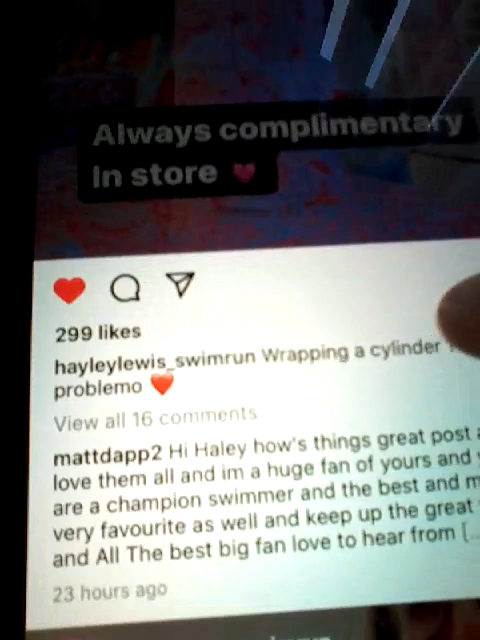 Always complimentary
In store
299 likes
hayleylewis_swimrun Wrapping a cylinder
problemo
View all 16 comments
mattdapp2 Hi Haley how's things great post
love them all and im a huge fan of yours and
are a champion swimmer and the best and
very favourite as well and keep up the great
and All The best big fan love to hear from [...
23 hours ago